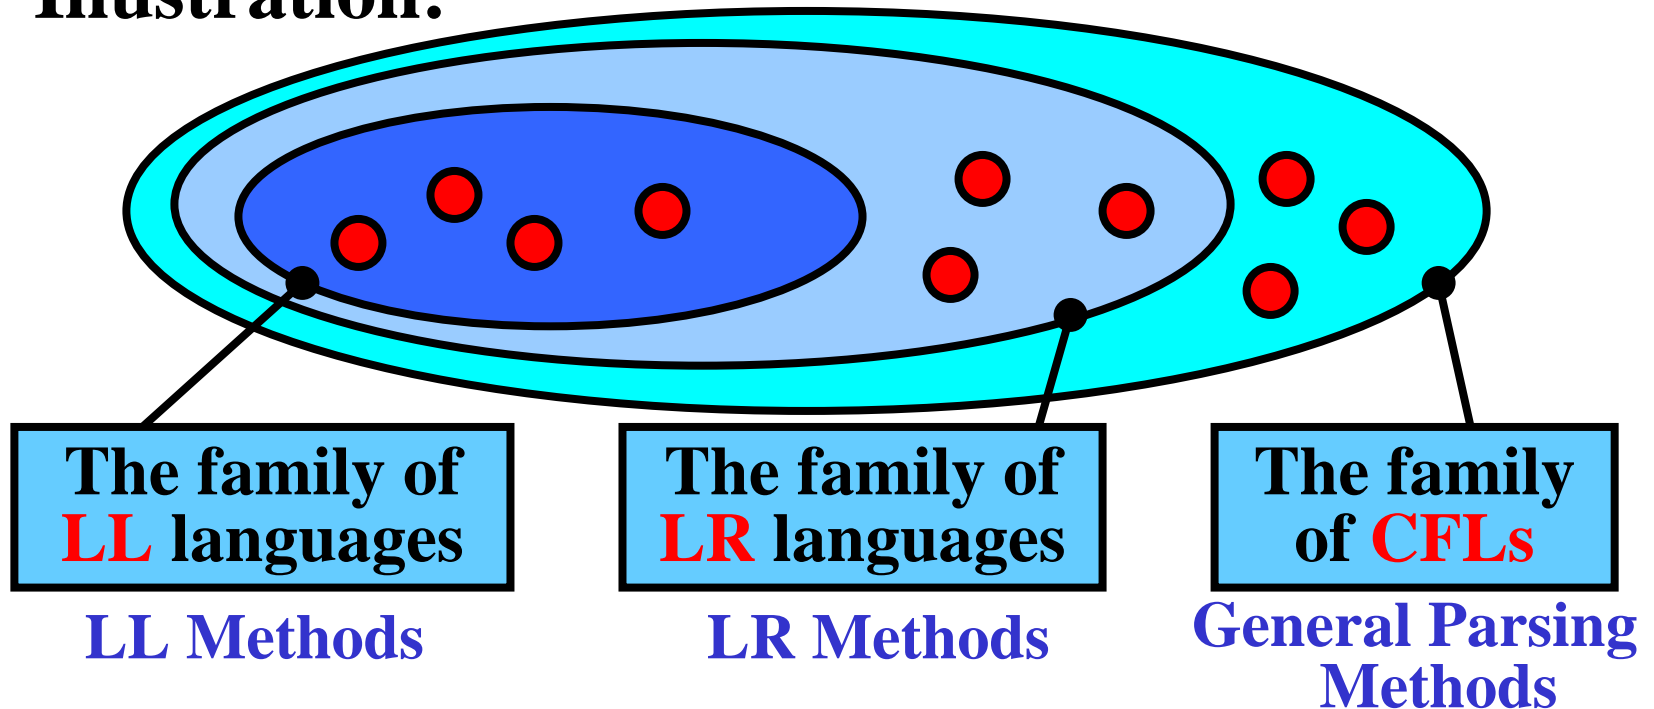 Illustration:
The family of
LL languages
The family of
LR languages
The family
of CFLs
LL Methods
LR Methods
General Parsing
Methods